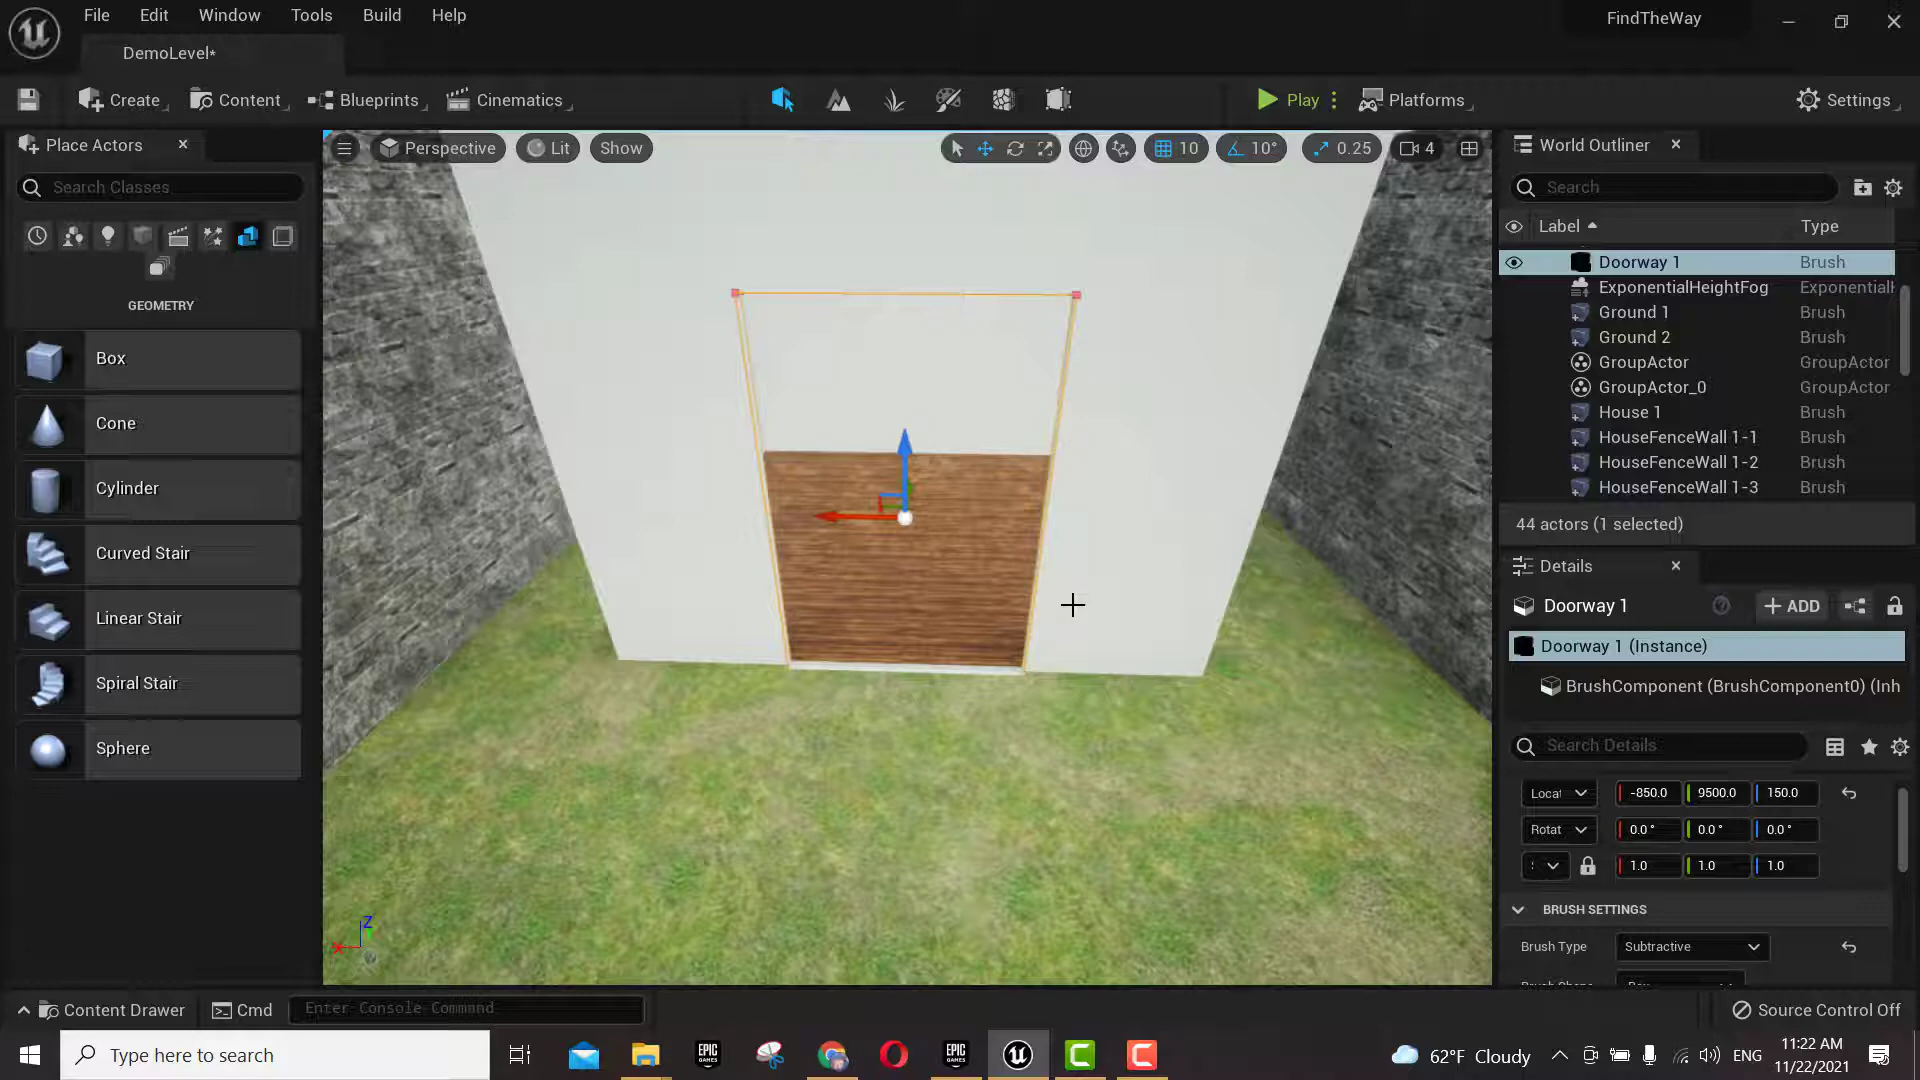 File Edit Window Tools Build Help
FindTheWay
DemoLevel*
Create Content Blueprints Cinematics Play Platforms Settings
Place Actors
Search Classes
GEOMETRY
Box
Cone
Cylinder
Curved Stair
Linear Stair
Spiral Stair
Sphere
Perspective Lit Show 10 10° 0.25 4
Z
X
World Outliner
Search
Label Type
Doorway 1 Brush
ExponentialHeightFog Exponentiall
Ground 1 Brush
Ground 2 Brush
GroupActor GroupActor
GroupActor_0 GroupActor
House 1 Brush
HouseFenceWall 1-1 Brush
HouseFenceWall 1-2 Brush
HouseFenceWall 1-3 Brush
44 actors (1 selected)
Details
Doorway 1 + ADD
Doorway 1 (Instance)
BrushComponent (BrushComponent0) (Inh
Search Details
Locat -850.0 9500.0 150.0
Rotat 0.0° 0.0° 0.0°
1.0 1.0 1.0
BRUSH SETTINGS
Brush Type Subtractive
Content Drawer Cmd Enter Console Command Source Control Off
Type here to search
EPIC GAMES
EPIC GAMES
62°F Cloudy ENG
11:22 AM
11/22/2021